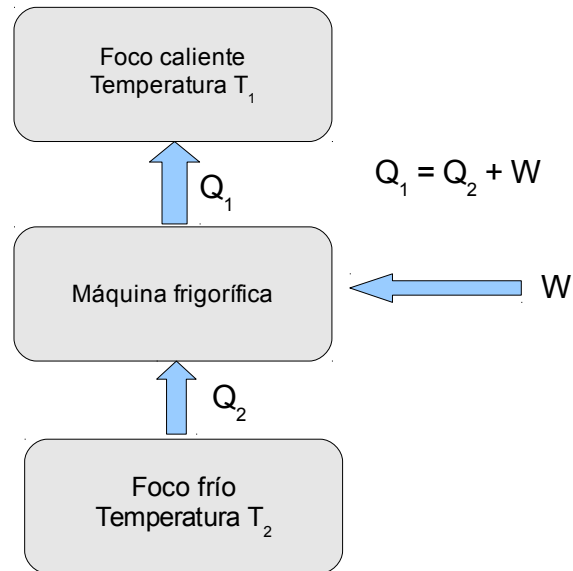 Foco caliente
Temperatura T₁
Q₁
Q₁ = Q₂ + W
Máquina frigorífica
W
Q₂
Foco frío
Temperatura T₂